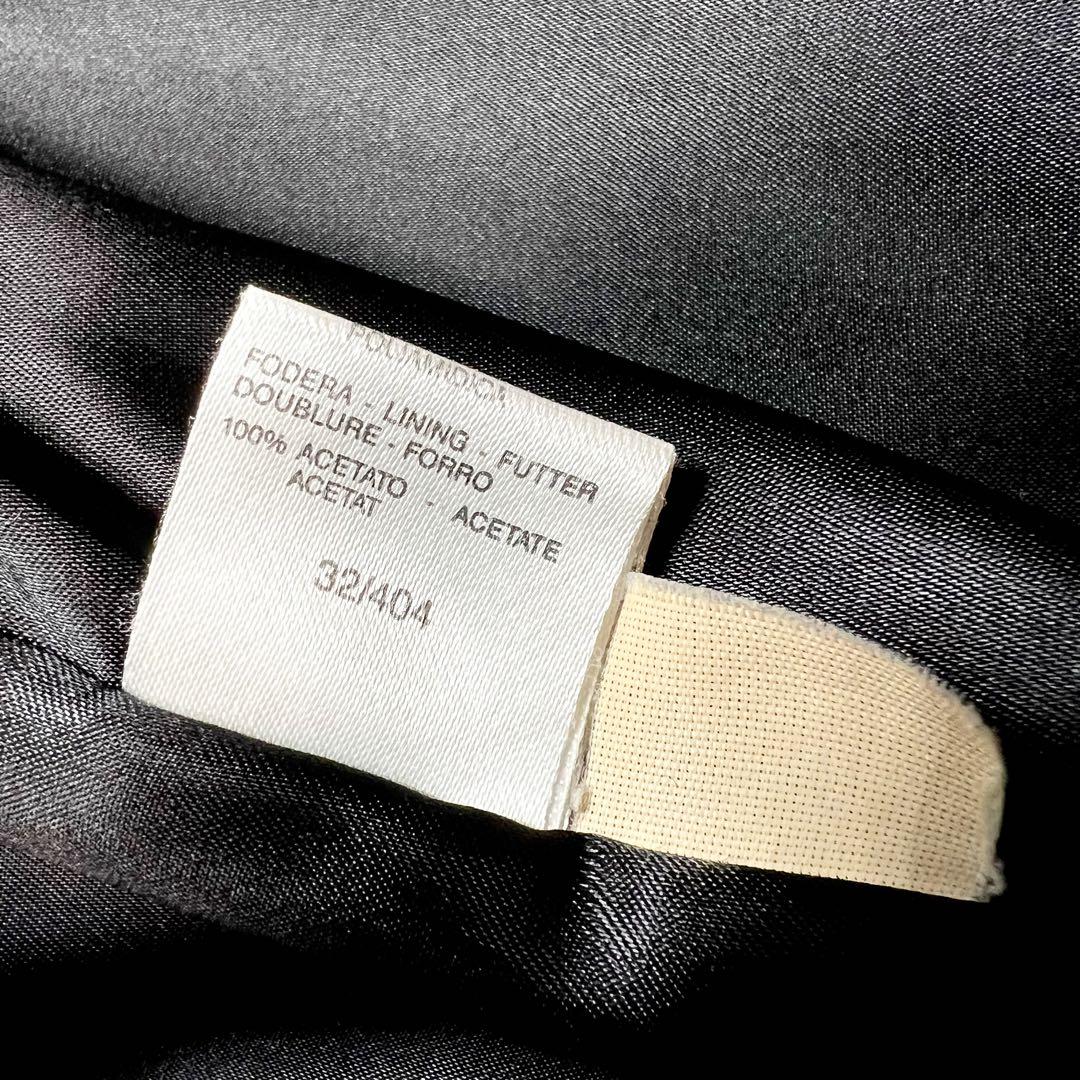 FODERA - LINING - FUTTER
DOUBLURE - FORRO
100% ACETATO - ACETATE
ACETAT
32/404